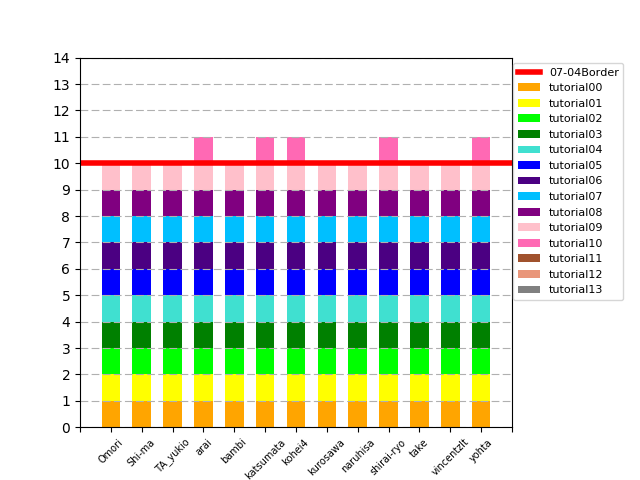 14
13
12
11
10
9
8
7
6
5
4
3
2
1
0
07-04Border
tutorial00
tutorial01
tutorial02
tutorial03
tutorial04
tutorial05
tutorial06
tutorial07
tutorial08
tutorial09
tutorial10
tutorial11
tutorial12
tutorial13
Omori
Shi-ma
TA_yukio
arai
bambi
katsumata
kohei4
kurosawa
naruhisa
shirai-ryo
take
vincentzlt
yohta